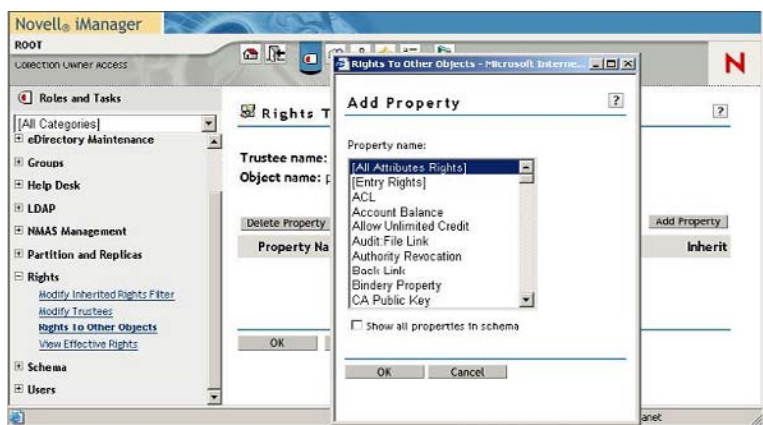 Novell® iManager
ROOT
Collection Owner Access
Roles and Tasks
[All Categories]
eDirectory Maintenance
Groups
Help Desk
LDAP
NMAS Management
Partition and Replicas
Rights
Modify Inherited Rights Filter
Modify Trustees
Rights To Other Objects
View Effective Rights
Schema
Users
Rights T
Trustee name:
Object name: p
Delete Property
Property Na
OK
Rights To Other Objects - Microsoft Interne...
Add Property
?
Property name:
[All Attributes Rights]
[Entry Rights]
ACL
Account Balance
Allow Unlimited Credit
Audit:File Link
Authority Revocation
Back Link
Bindery Property
CA Public Key
Show all properties in schema
OK
Cancel
N
?
Add Property
Inherit
anet